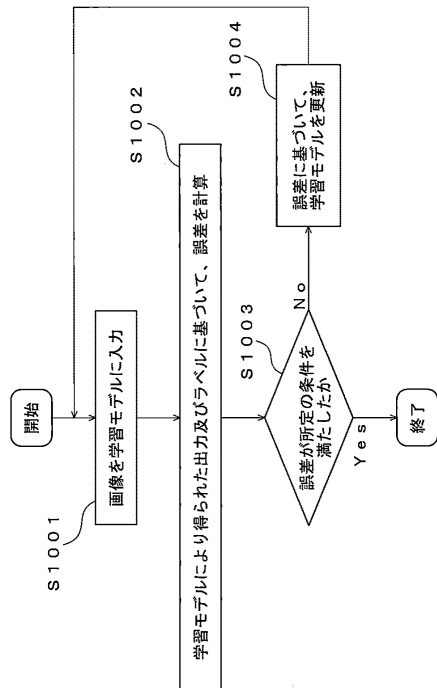 開始
S1001
画像を学習モデルに入力
S1002
学習モデルにより得られた出力及びラベルに基づいて、誤差を計算
S1003
誤差が所定の条件を
満たしたか
No
S1004
誤差に基づいて、
学習モデルを更新
Yes
終了